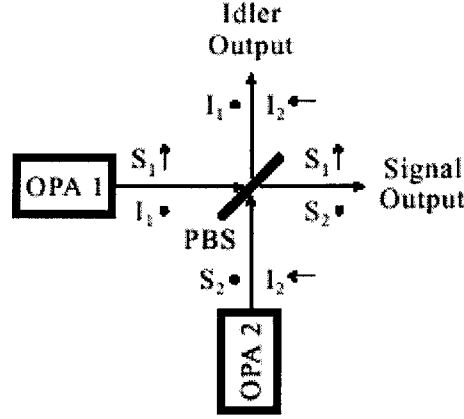 Idler
Output
I₁ I₂
S₁ S₁
OPA 1 Signal
Output
I₁ S₂
PBS
S₂ I₂
OPA 2